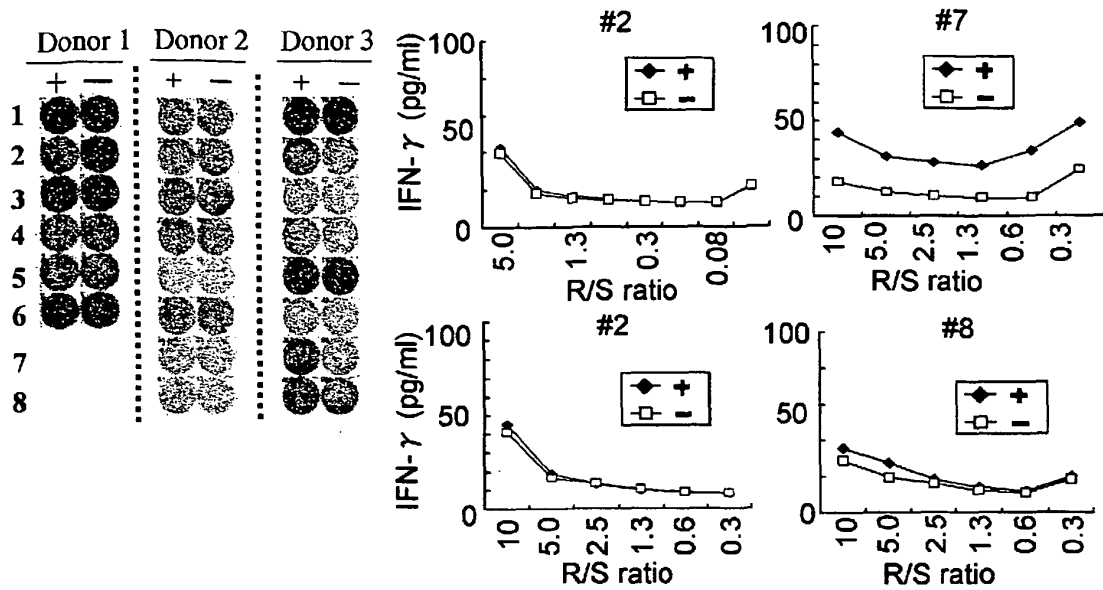 Donor 1 Donor 2 Donor 3
+ − + − + −
1
2
3
4
5
6
7
8
#2
100
50
0
IFN-γ (pg/ml)
+
−
5.0 1.3 0.3 0.08
R/S ratio
#7
100
50
0
+
−
10 5.0 2.5 1.3 0.6 0.3
R/S ratio
#2
100
50
0
IFN-γ (pg/ml)
+
−
10 5.0 2.5 1.3 0.6 0.3
R/S ratio
#8
100
50
0
+
−
10 5.0 2.5 1.3 0.6 0.3
R/S ratio